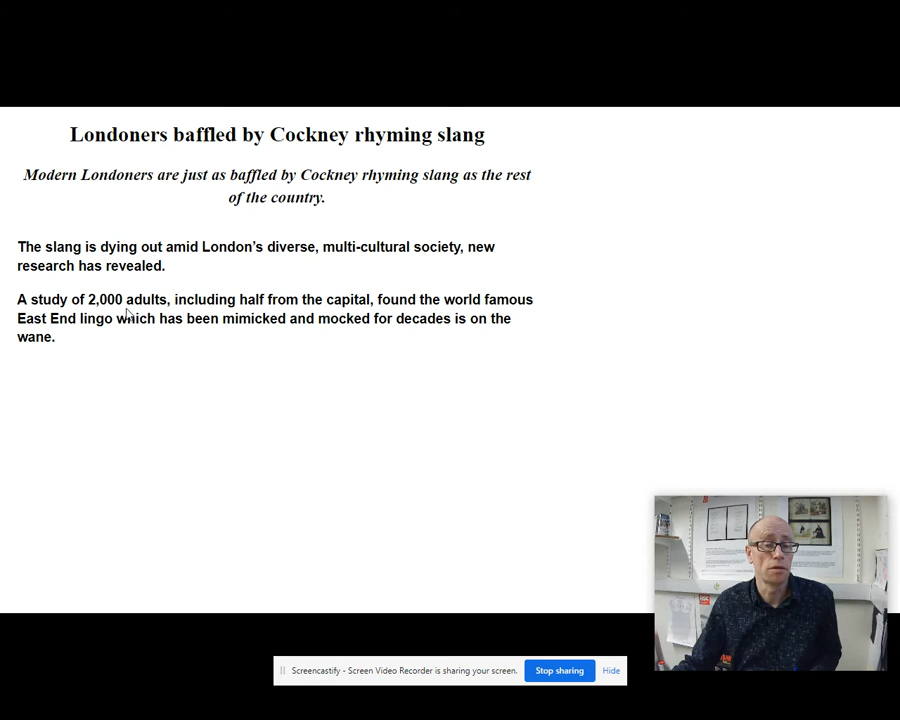 Londoners baffled by Cockney rhyming slang
Modern Londoners are just as baffled by Cockney rhyming slang as the rest
of the country.
The slang is dying out amid London's diverse, multi-cultural society, new
research has revealed.
A study of 2,000 adults, including half from the capital, found the world famous
East End lingo which has been mimicked and mocked for decades is on the
wane.
Screencastify - Screen Video Recorder is sharing your screen.
Stop sharing
Hide